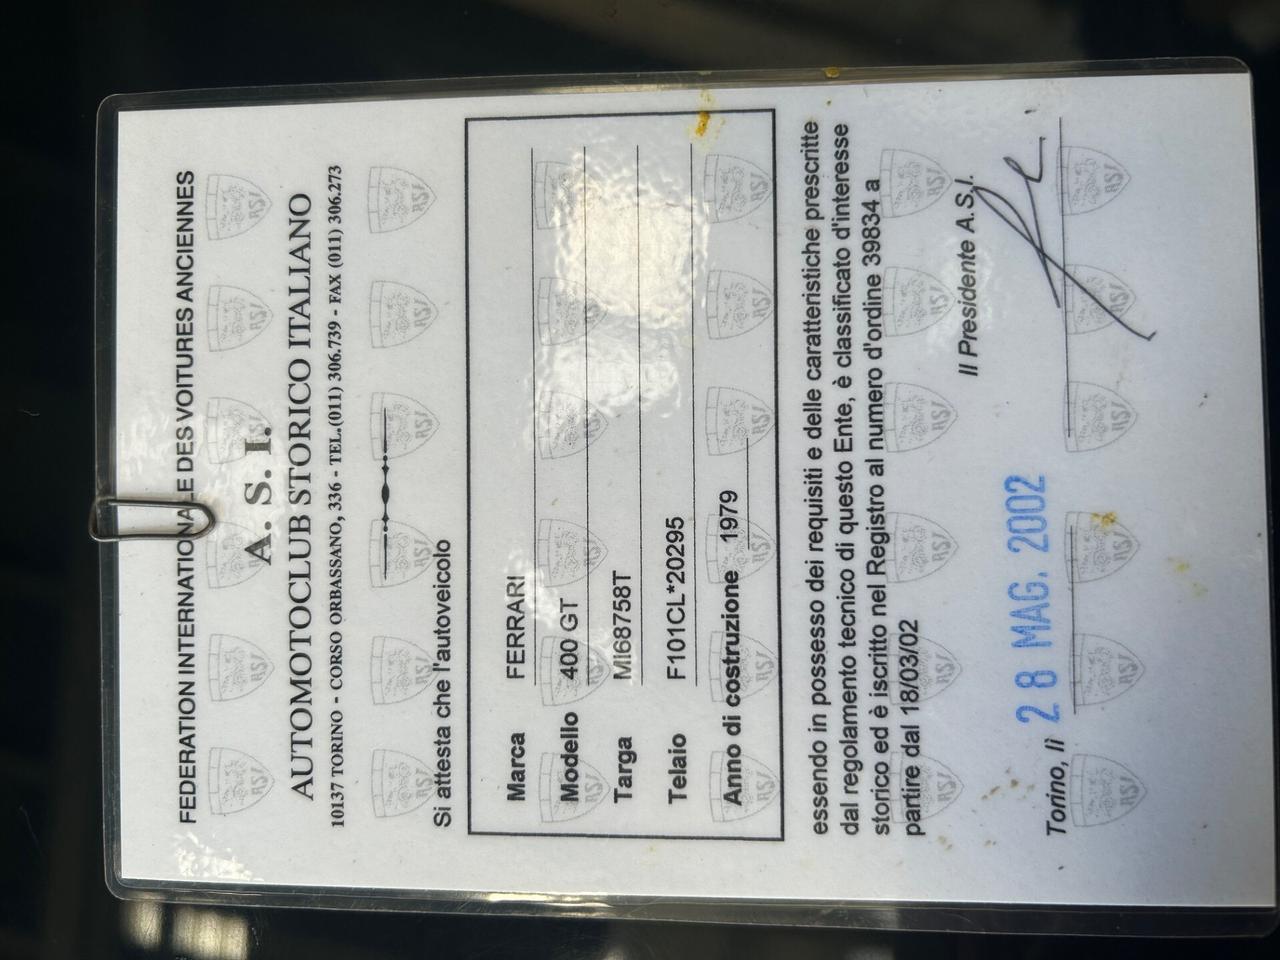 FEDERATION INTERNATIONALE DES VOITURES ANCIENNES
A. S. I.
AUTOMOTOCLUB STORICO ITALIANO
10137 TORINO - CORSO ORBASSANO, 336 - TEL.(011) 306.739 - FAX (011) 306.273
Si attesta che l'autoveicolo
Marca FERRARI
Modello 400 GT
Targa MI68758T
Telaio F101CL*20295
Anno di costruzione 1979
essendo in possesso dei requisiti e delle caratteristiche prescritte
dal regolamento tecnico di questo Ente, è classificato d'interesse
storico ed è iscritto nel Registro al numero d'ordine 39834 a
partire dal 18/03/02
Il Presidente A.S.I.
Torino, lì 28 MAG. 2002